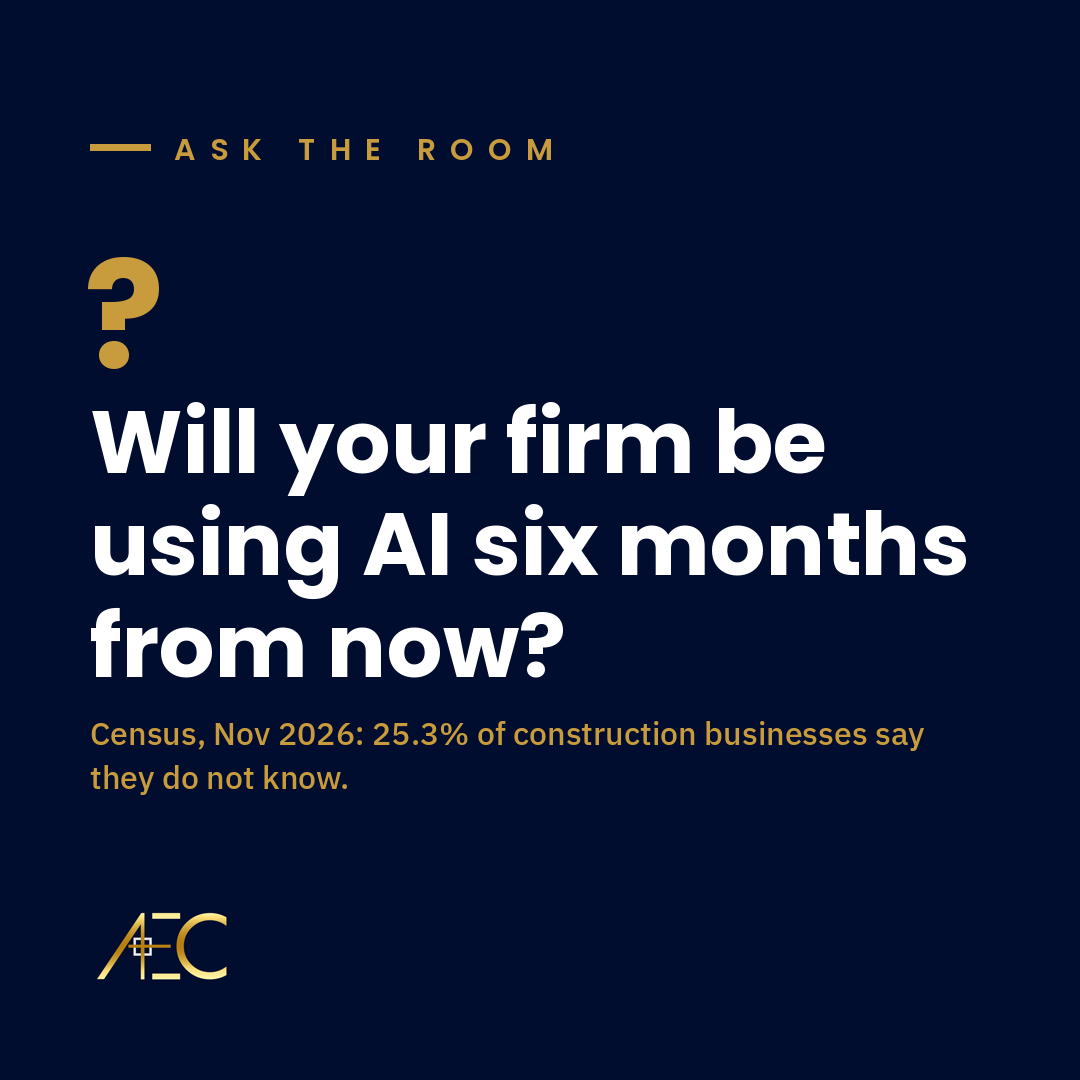 ASK THE ROOM
?
Will your firm be
using AI six months
from now?
Census, Nov 2026: 25.3% of construction businesses say
they do not know.
AEC